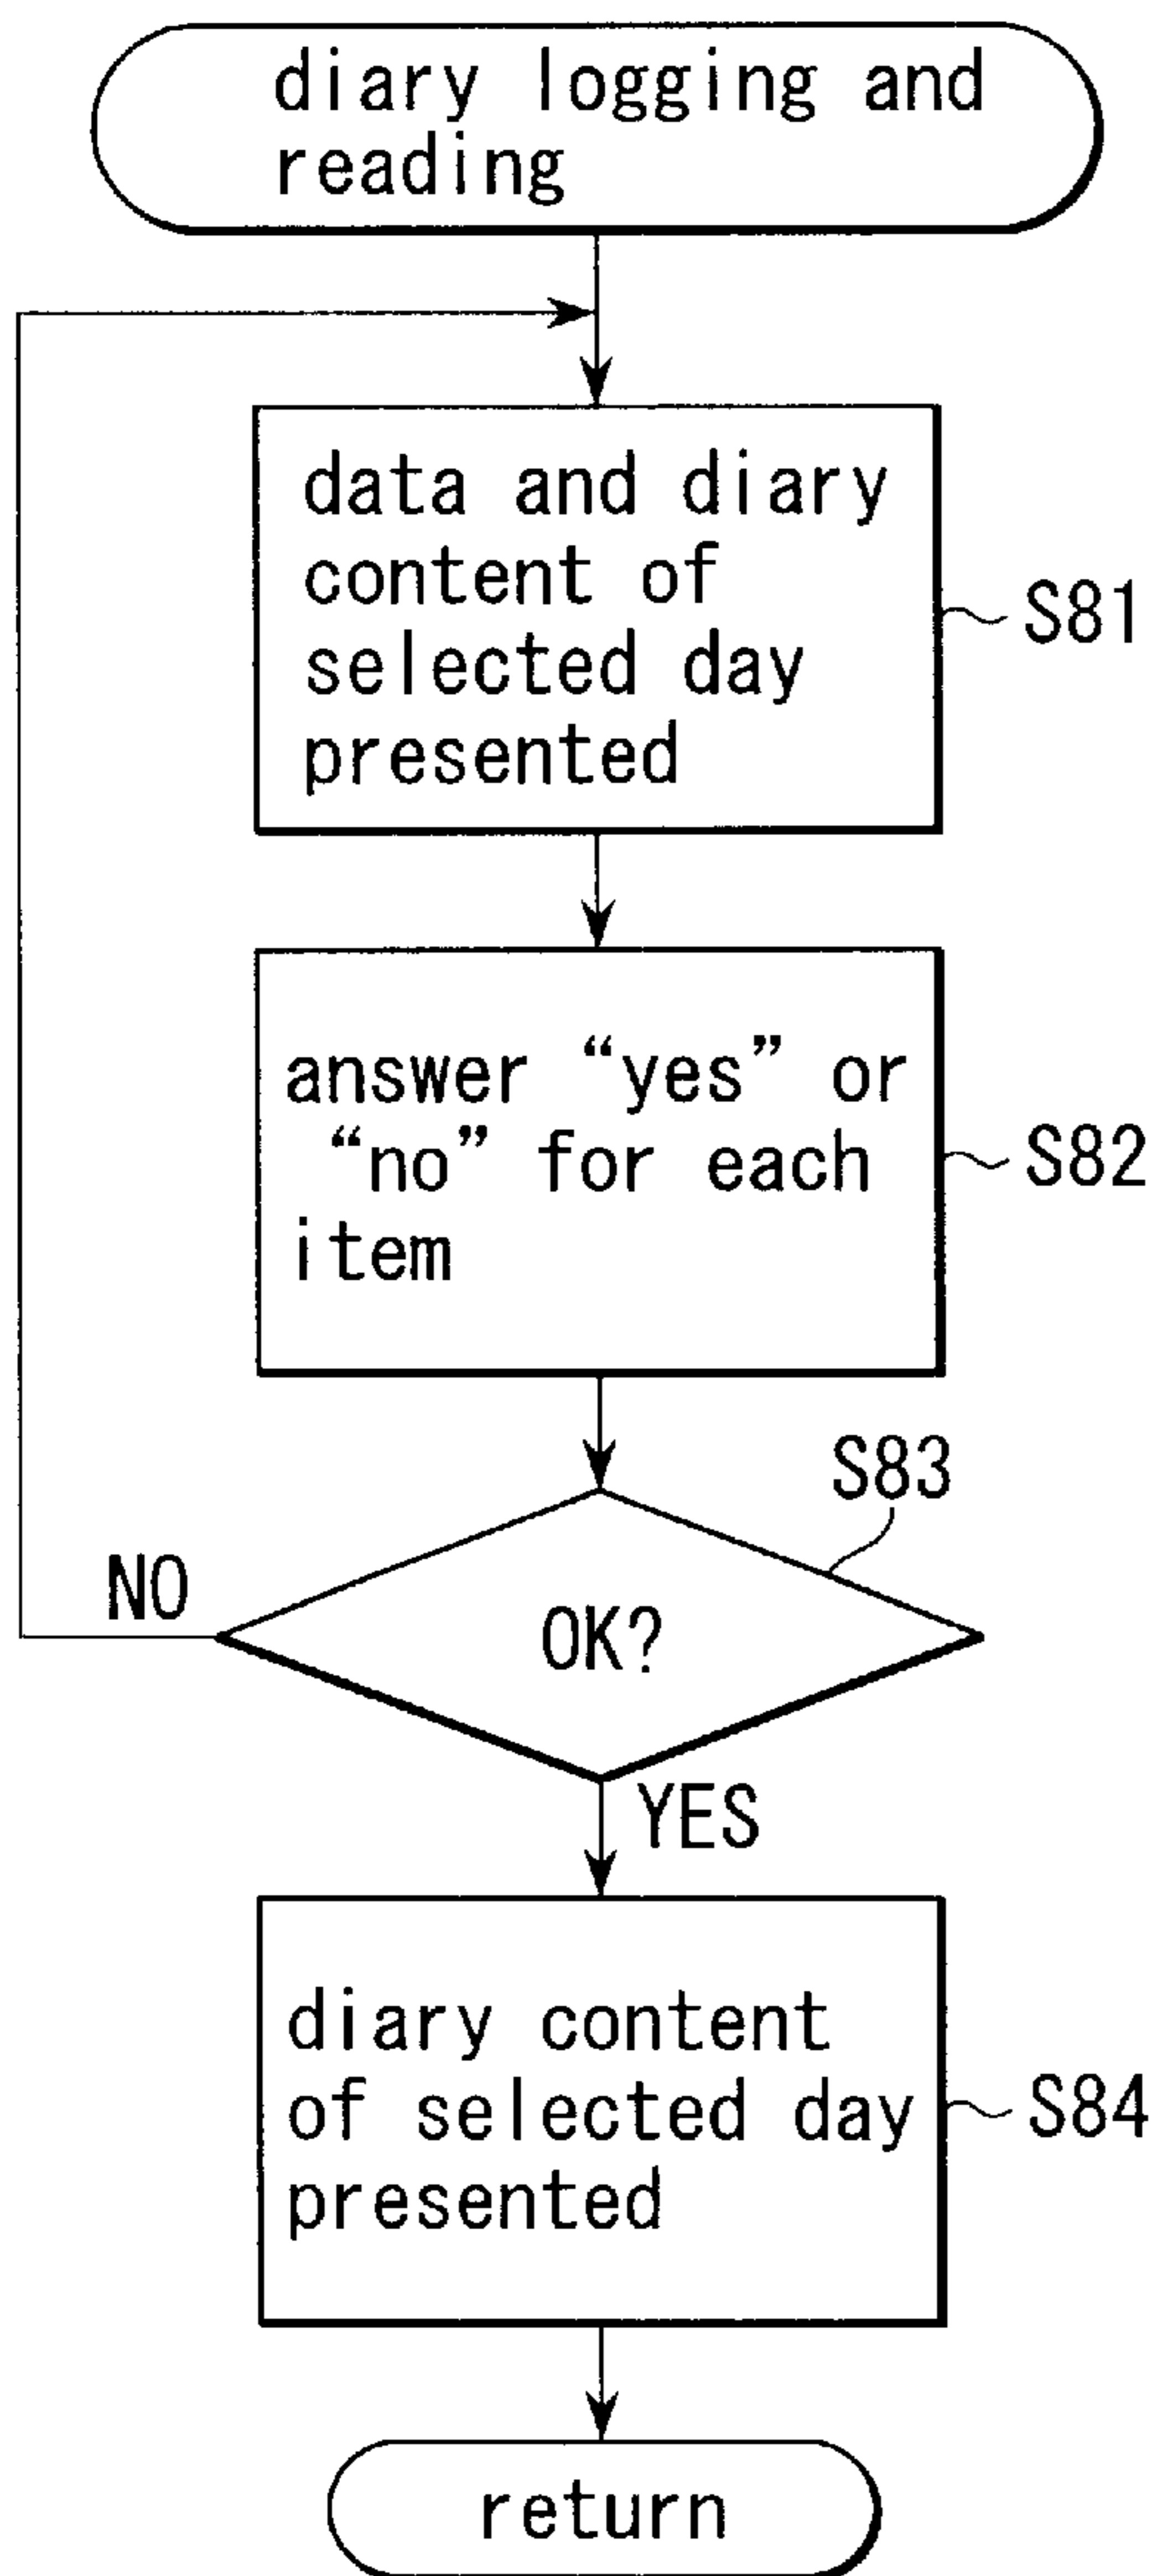 diary logging and
reading
data and diary
content of
selected day
presented
S81
answer “yes” or
“no” for each
item
S82
S83
NO
OK?
YES
diary content
of selected day
presented
S84
return